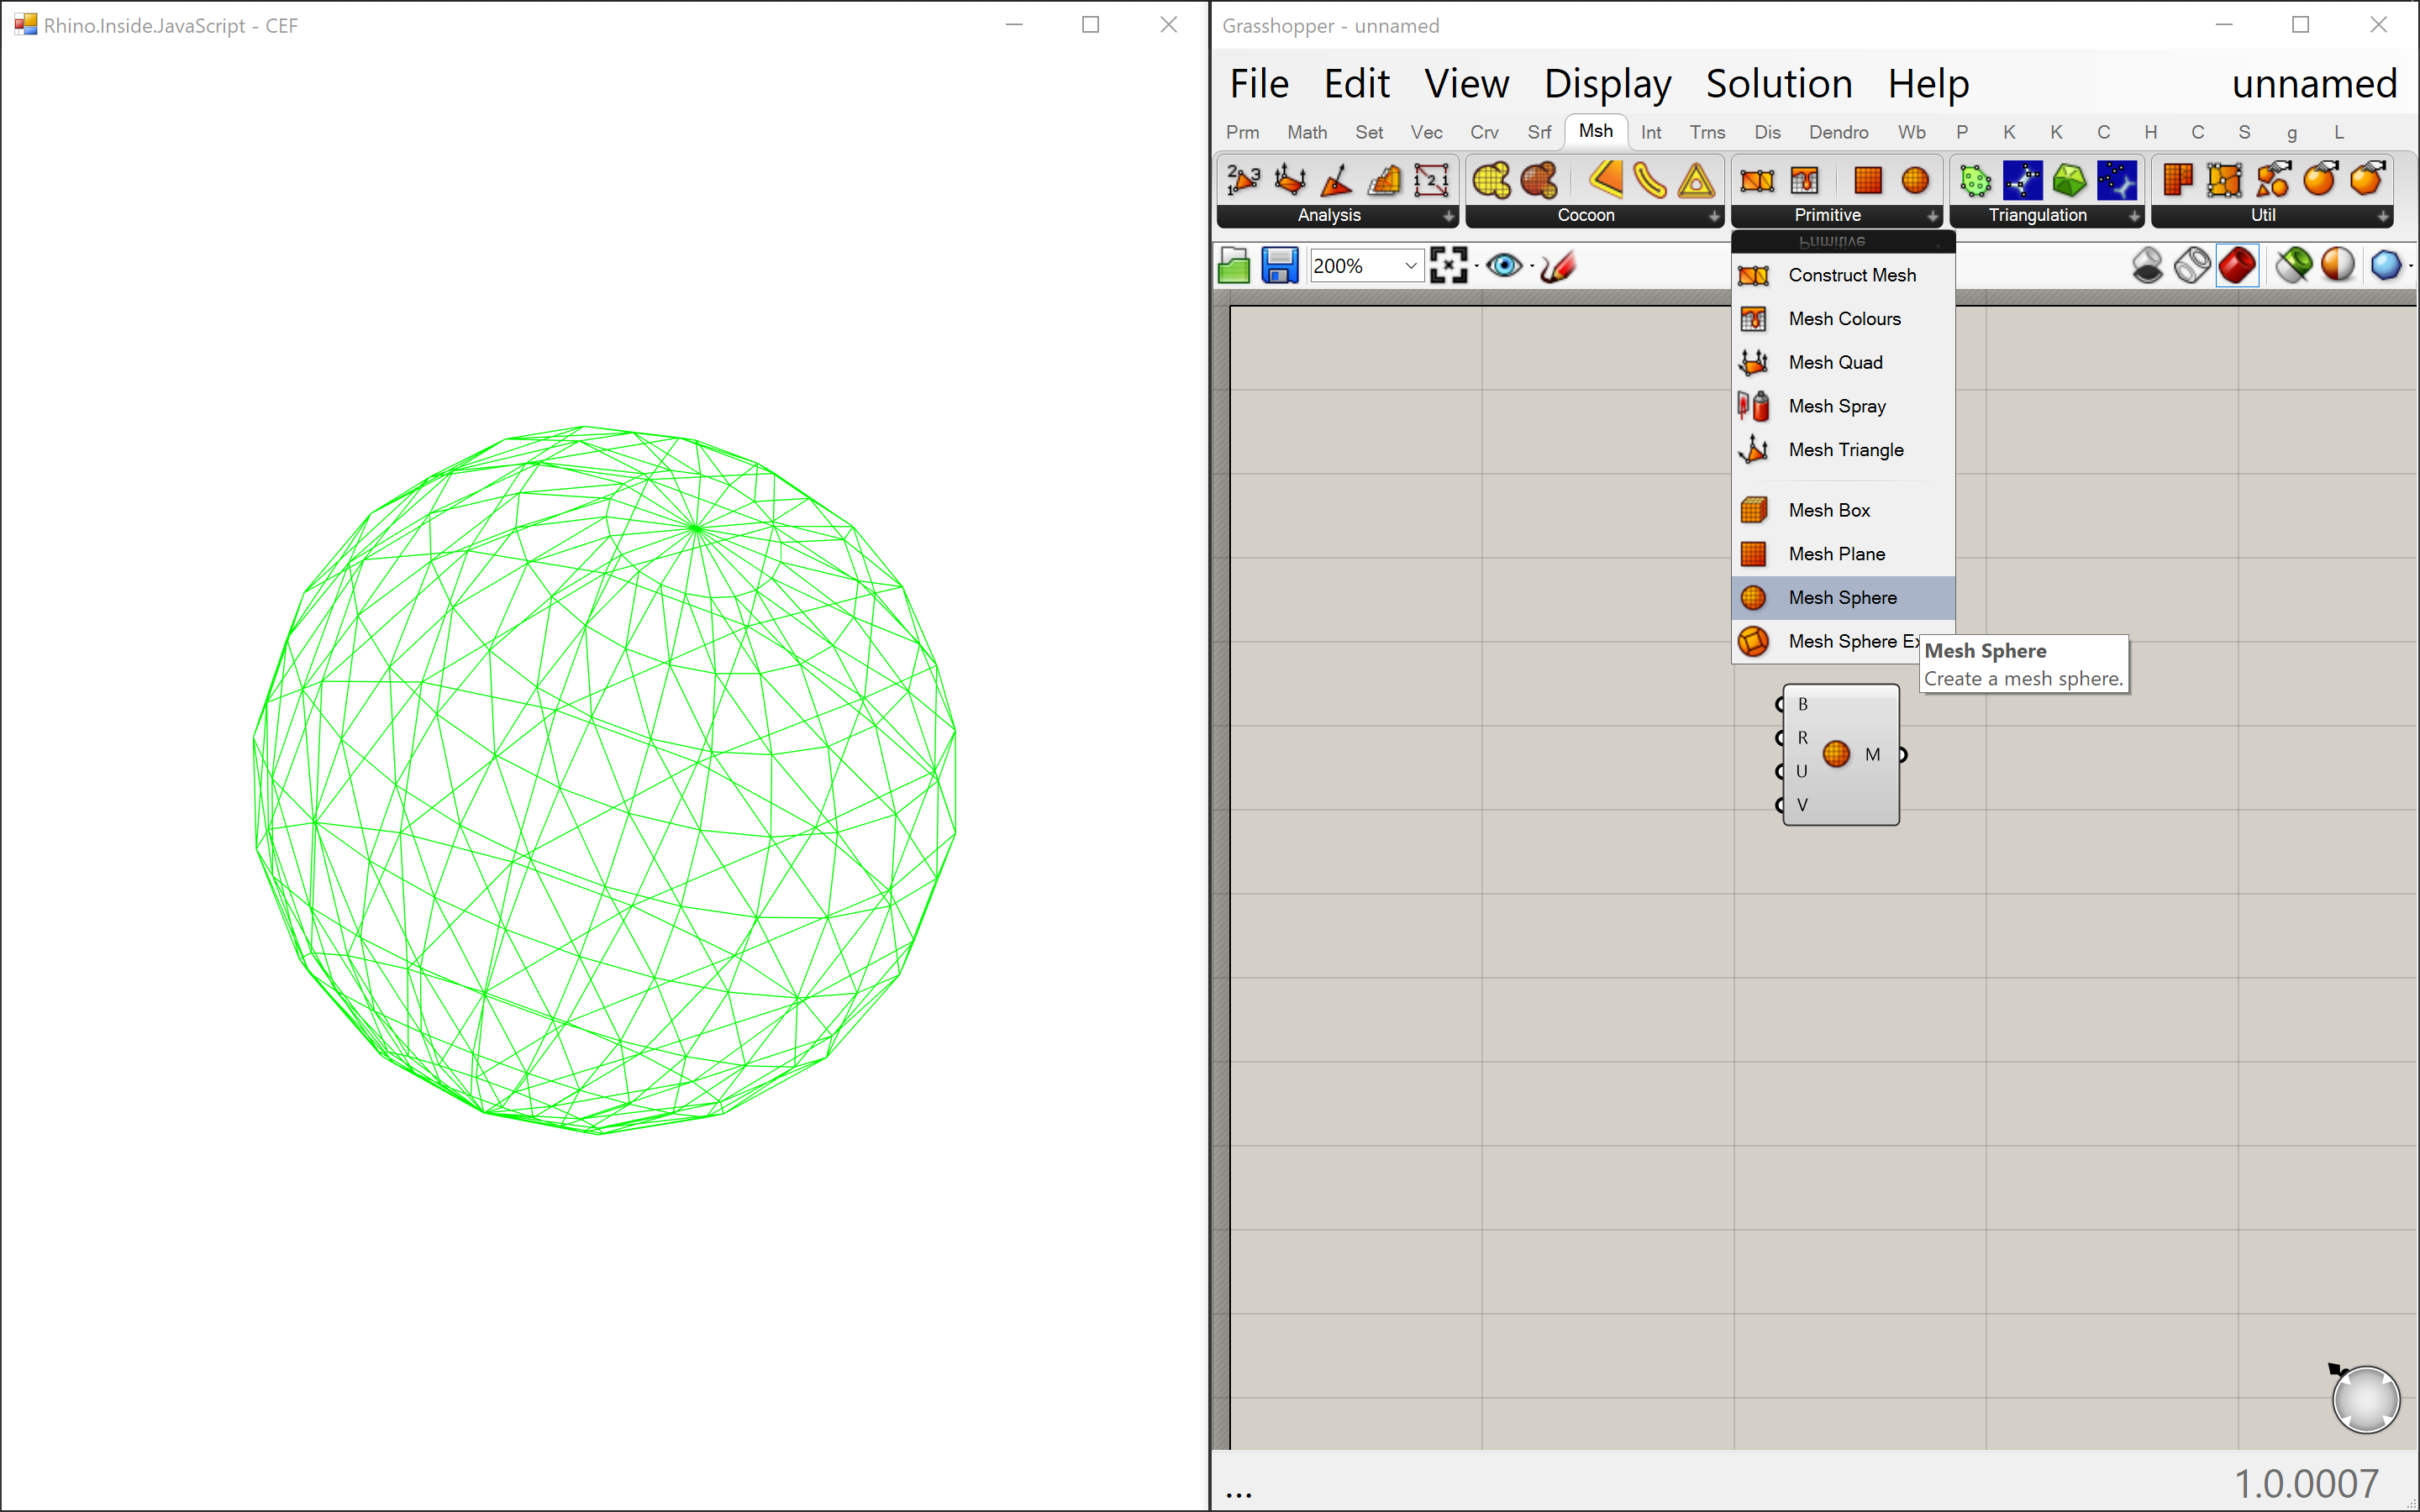 Rhino.Inside.JavaScript - CEF
Grasshopper - unnamed
File Edit View Display Solution Help unnamed
Prm Math Set Vec Crv Srf Msh Int Trns Dis Dendro Wb P K K C H C S g L
Analysis Cocoon Primitive Triangulation Util
Primitive
200%
Construct Mesh
Mesh Colours
Mesh Quad
Mesh Spray
Mesh Triangle
Mesh Box
Mesh Plane
Mesh Sphere
Mesh Sphere Ex
Mesh Sphere
Create a mesh sphere.
B
R
M
U
V
...
1.0.0007